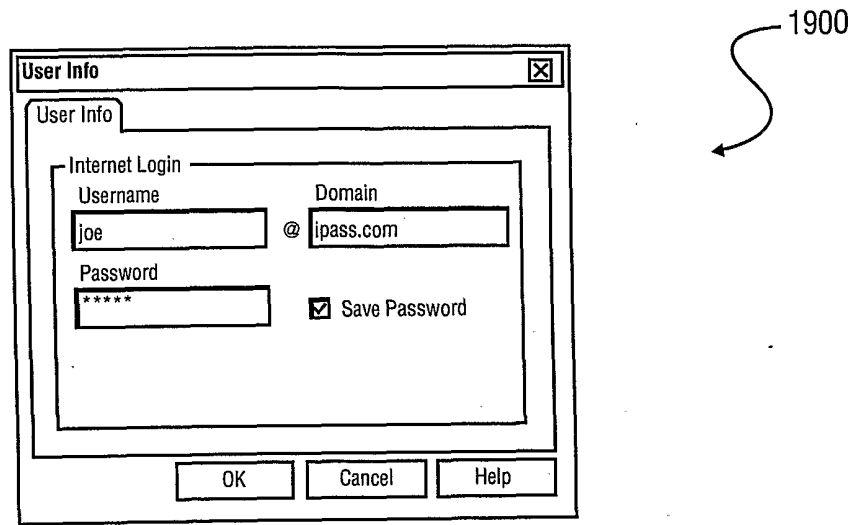 1900
User Info
User Info
Internet Login
Username Domain
joe @ ipass.com
Password
***** Save Password
OK Cancel Help